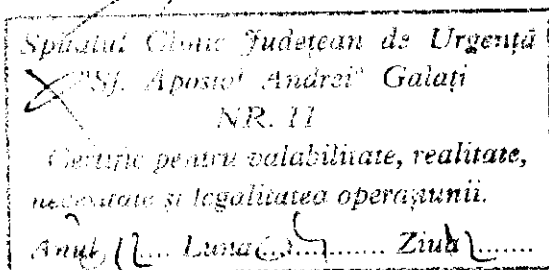 Spitalul Clinic Județean de Urgență
"Sf. Apostol Andrei" Galați
NR. 11
Certific pentru valabilitate, realitate,
necesitate și legalitatea operațiunii.
Anul .... Luna ........ Ziua .......